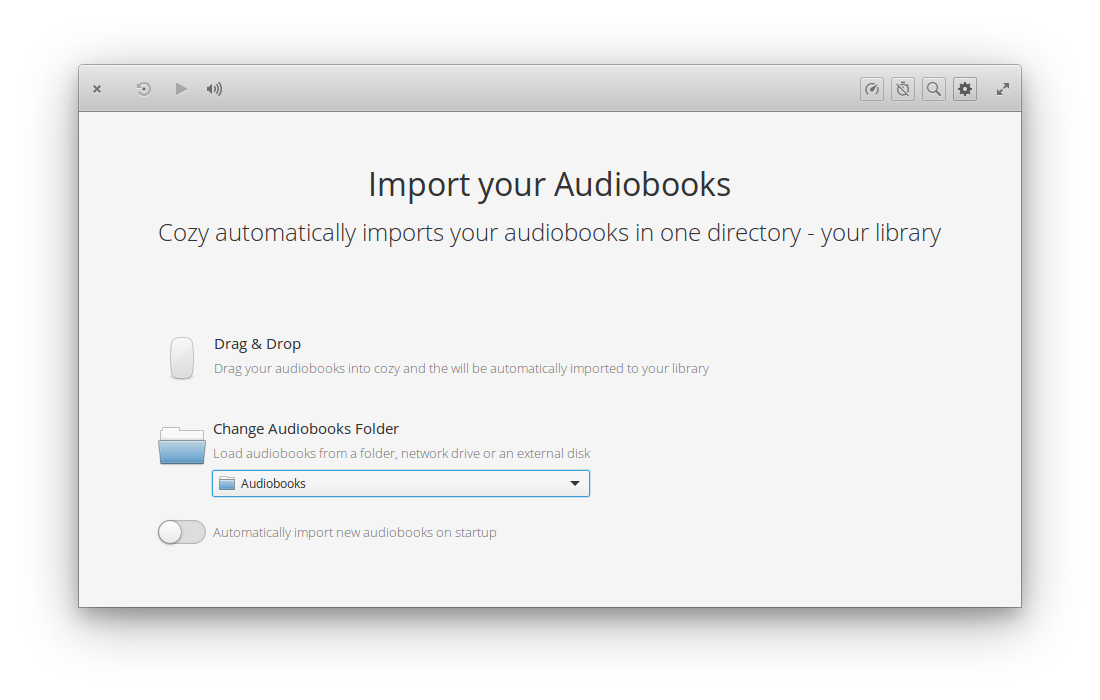 Import your Audiobooks
Cozy automatically imports your audiobooks in one directory - your library
Drag & Drop
Drag your audiobooks into cozy and the will be automatically imported to your library
Change Audiobooks Folder
Load audiobooks from a folder, network drive or an external disk
Audiobooks
Automatically import new audiobooks on startup